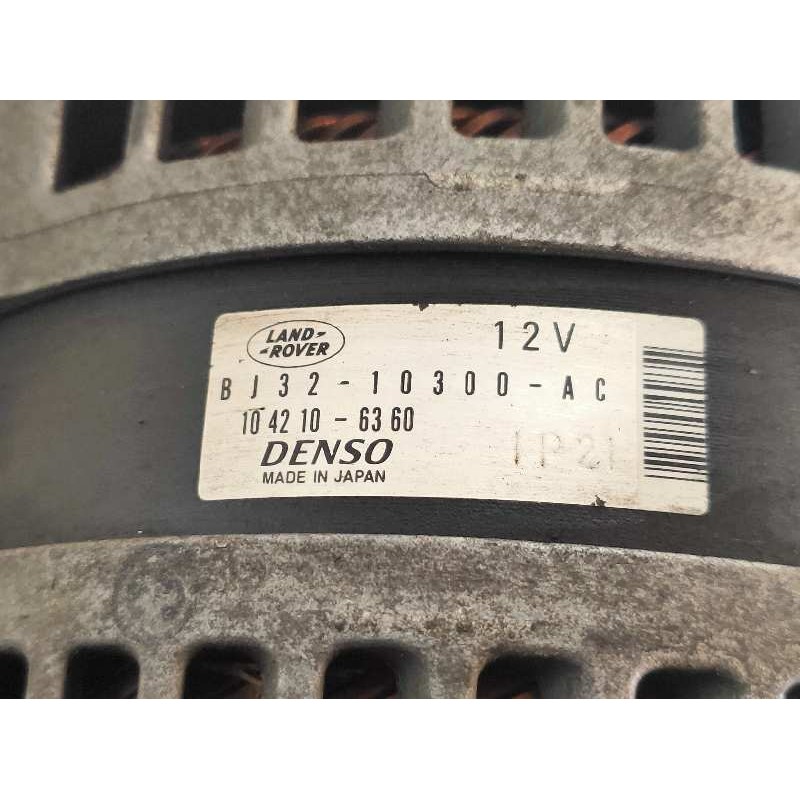 LAND-
-ROVER
12V
BJ32-10300-AC
104210-6360
DENSO
MADE IN JAPAN